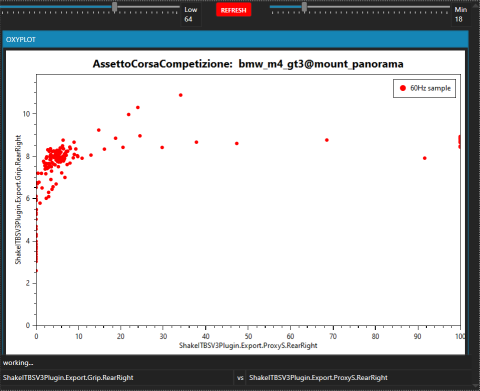 Low
64
REFRESH
Min
18
OXYPLOT
AssettoCorsaCompetizione: bmw_m4_gt3@mount_panorama
60Hz sample
ShakeITBSV3Plugin.Export.Grip.RearRight
10
8
6
4
2
0
0 10 20 30 40 50 60 70 80 90 100
ShakeITBSV3Plugin.Export.ProxyS.RearRight
working...
ShakeITBSV3Plugin.Export.Grip.RearRight vs ShakeITBSV3Plugin.Export.ProxyS.RearRight